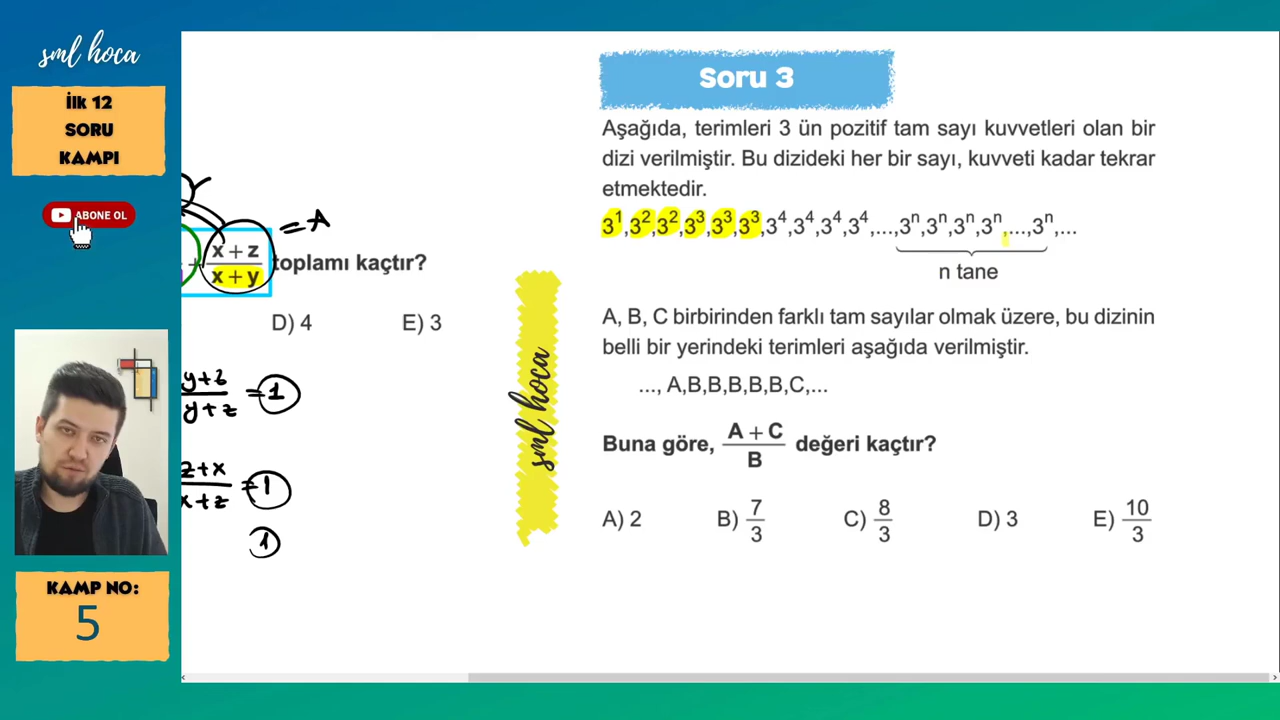 sml hoca
İlk 12
SORU
KAMPI
ABONE OL
KAMP NO:
5
x+z
x+y
= A
toplamı kaçtır?
D) 4 E) 3
y+z
y+z
=1
z+x
x+z
=1
1
sml hoca
Soru 3
Aşağıda, terimleri 3 ün pozitif tam sayı kuvvetleri olan bir
dizi verilmiştir. Bu dizideki her bir sayı, kuvveti kadar tekrar
etmektedir.
3¹,3²,3²,3³,3³,3³,3⁴,3⁴,3⁴,3⁴,...,3ⁿ,3ⁿ,3ⁿ,3ⁿ,...,3ⁿ,...
n tane
A, B, C birbirinden farklı tam sayılar olmak üzere, bu dizinin
belli bir yerindeki terimleri aşağıda verilmiştir.
..., A,B,B,B,B,B,C,...
Buna göre, A + C / B değeri kaçtır?
A) 2 B) 7/3 C) 8/3 D) 3 E) 10/3